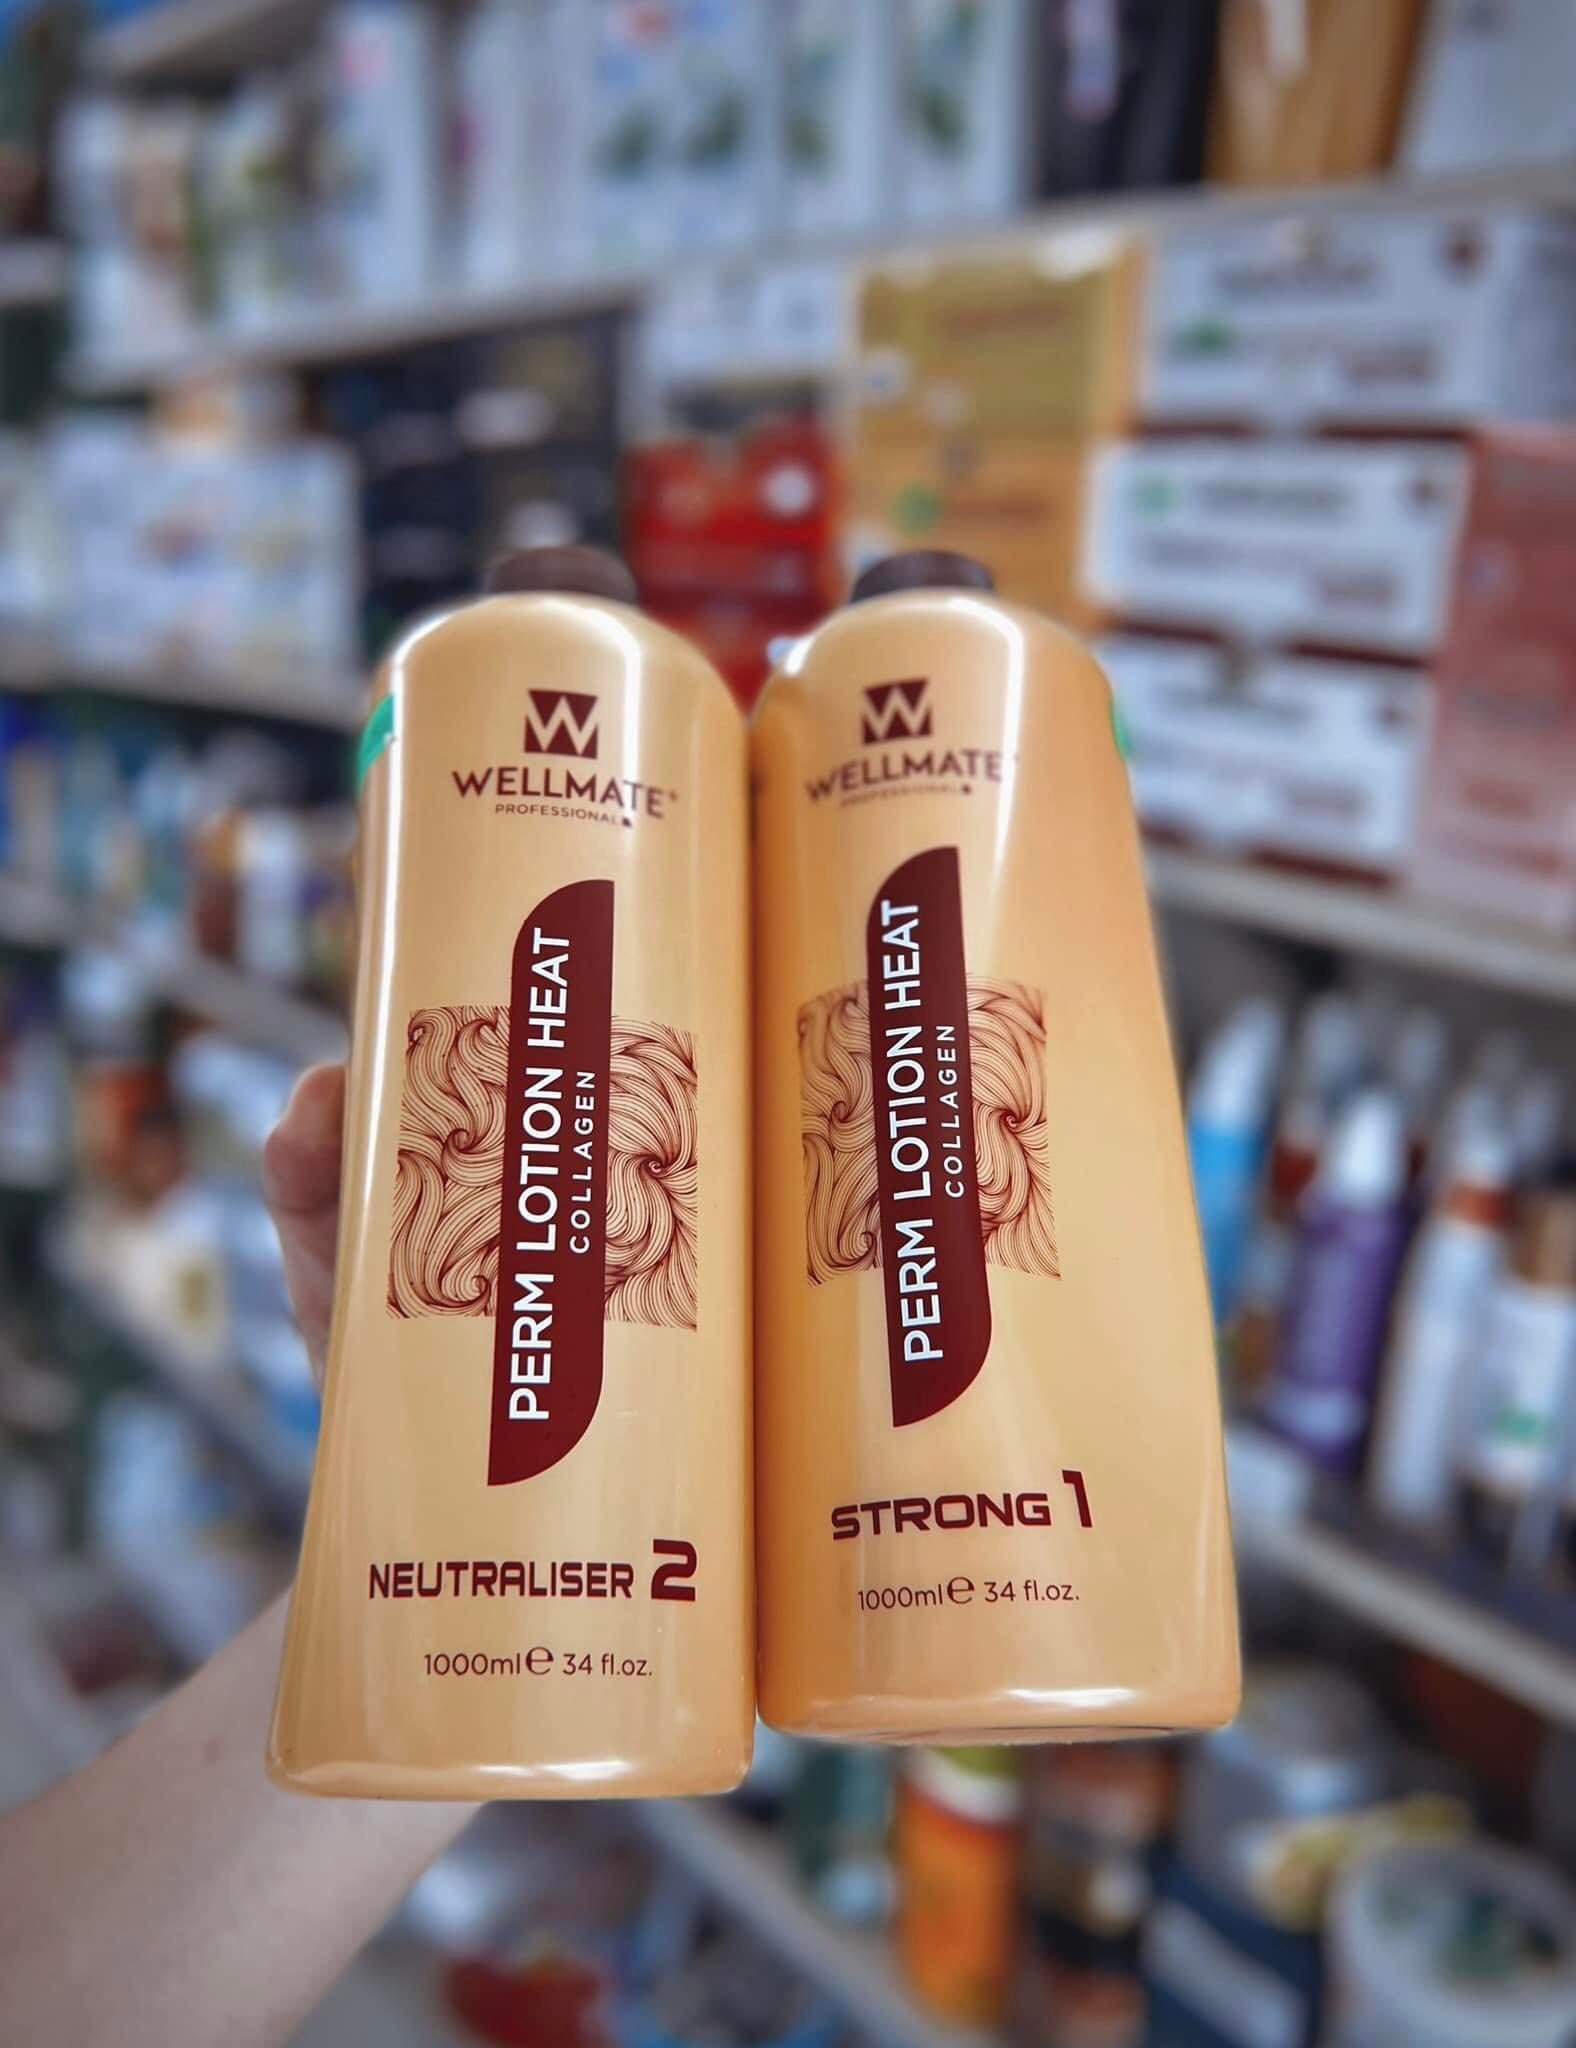 WELLMATE®
PROFESSIONAL
PERM LOTION HEAT
COLLAGEN
NEUTRALISER 2
1000ml℮ 34 fl.oz.
WELLMATE
PROFESSIONAL
PERM LOTION HEAT
COLLAGEN
STRONG 1
1000ml℮ 34 fl.oz.